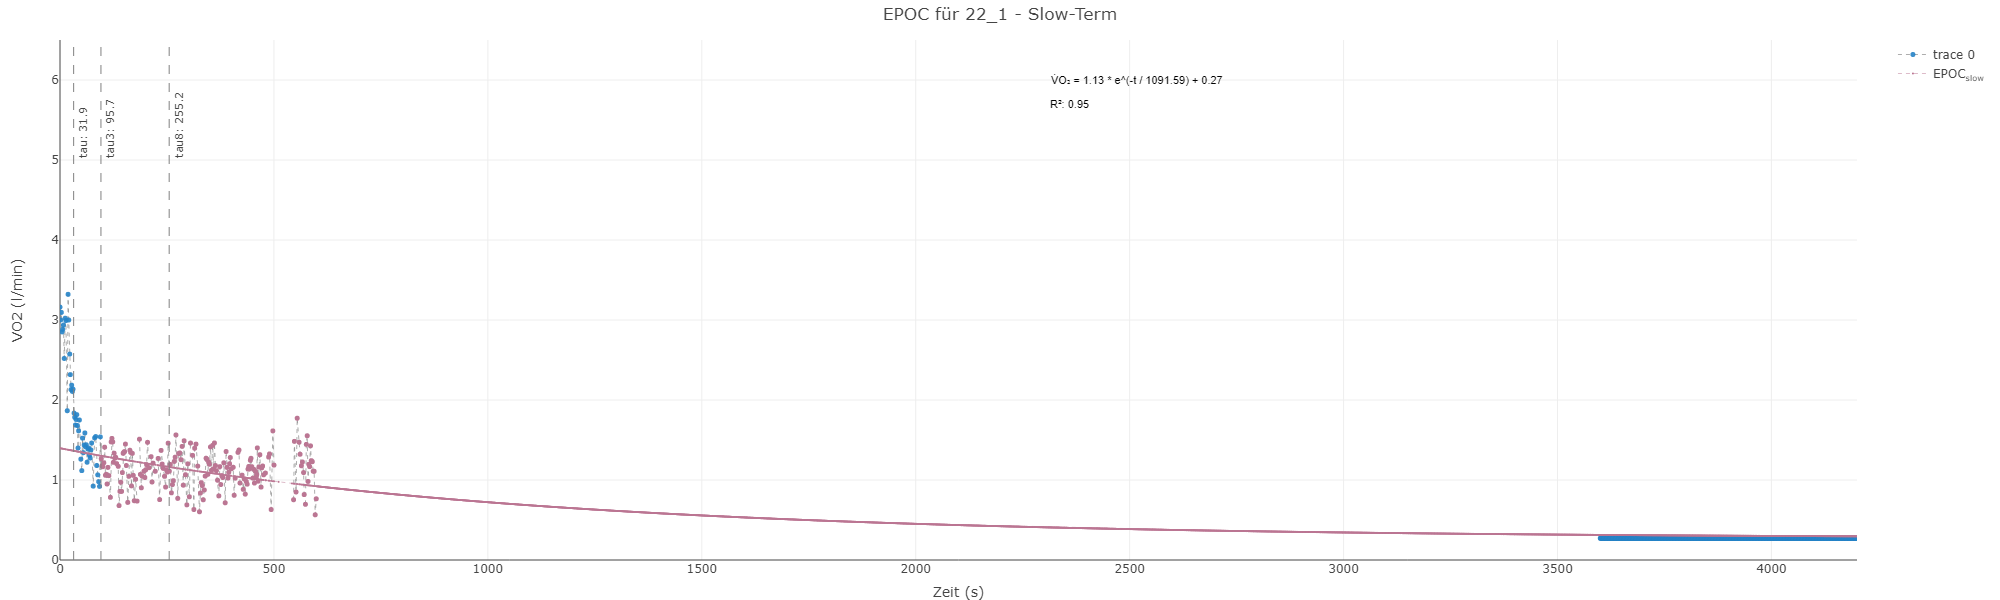 EPOC für 22_1 - Slow-Term
trace 0
EPOCslow
V̇O₂ = 1.13 * e^(-t / 1091.59) + 0.27
R²: 0.95
tau: 31.9
tau3: 95.7
tau8: 255.2
VO2 (l/min)
6
5
4
3
2
1
0
0 500 1000 1500 2000 2500 3000 3500 4000
Zeit (s)